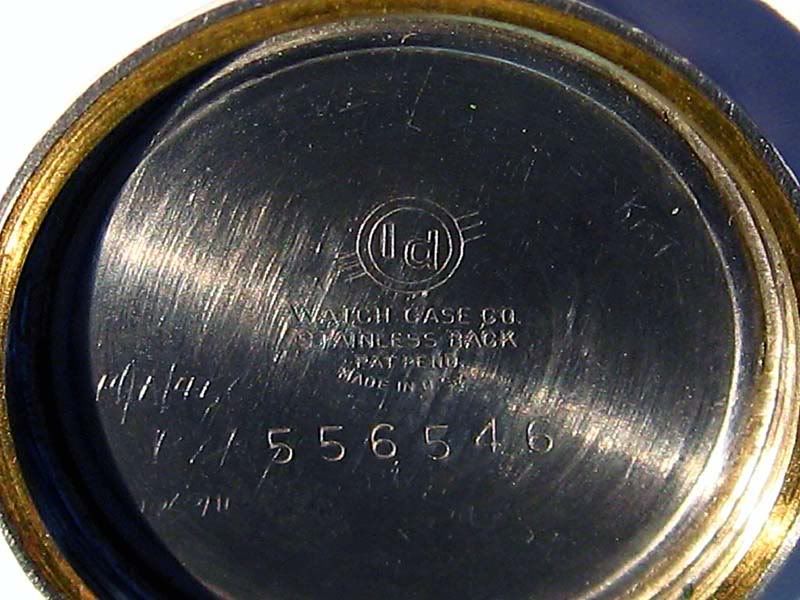 Id
WATCH CASE CO.
STAINLESS BACK
PAT. PEND.
MADE IN U.S.A.
556546